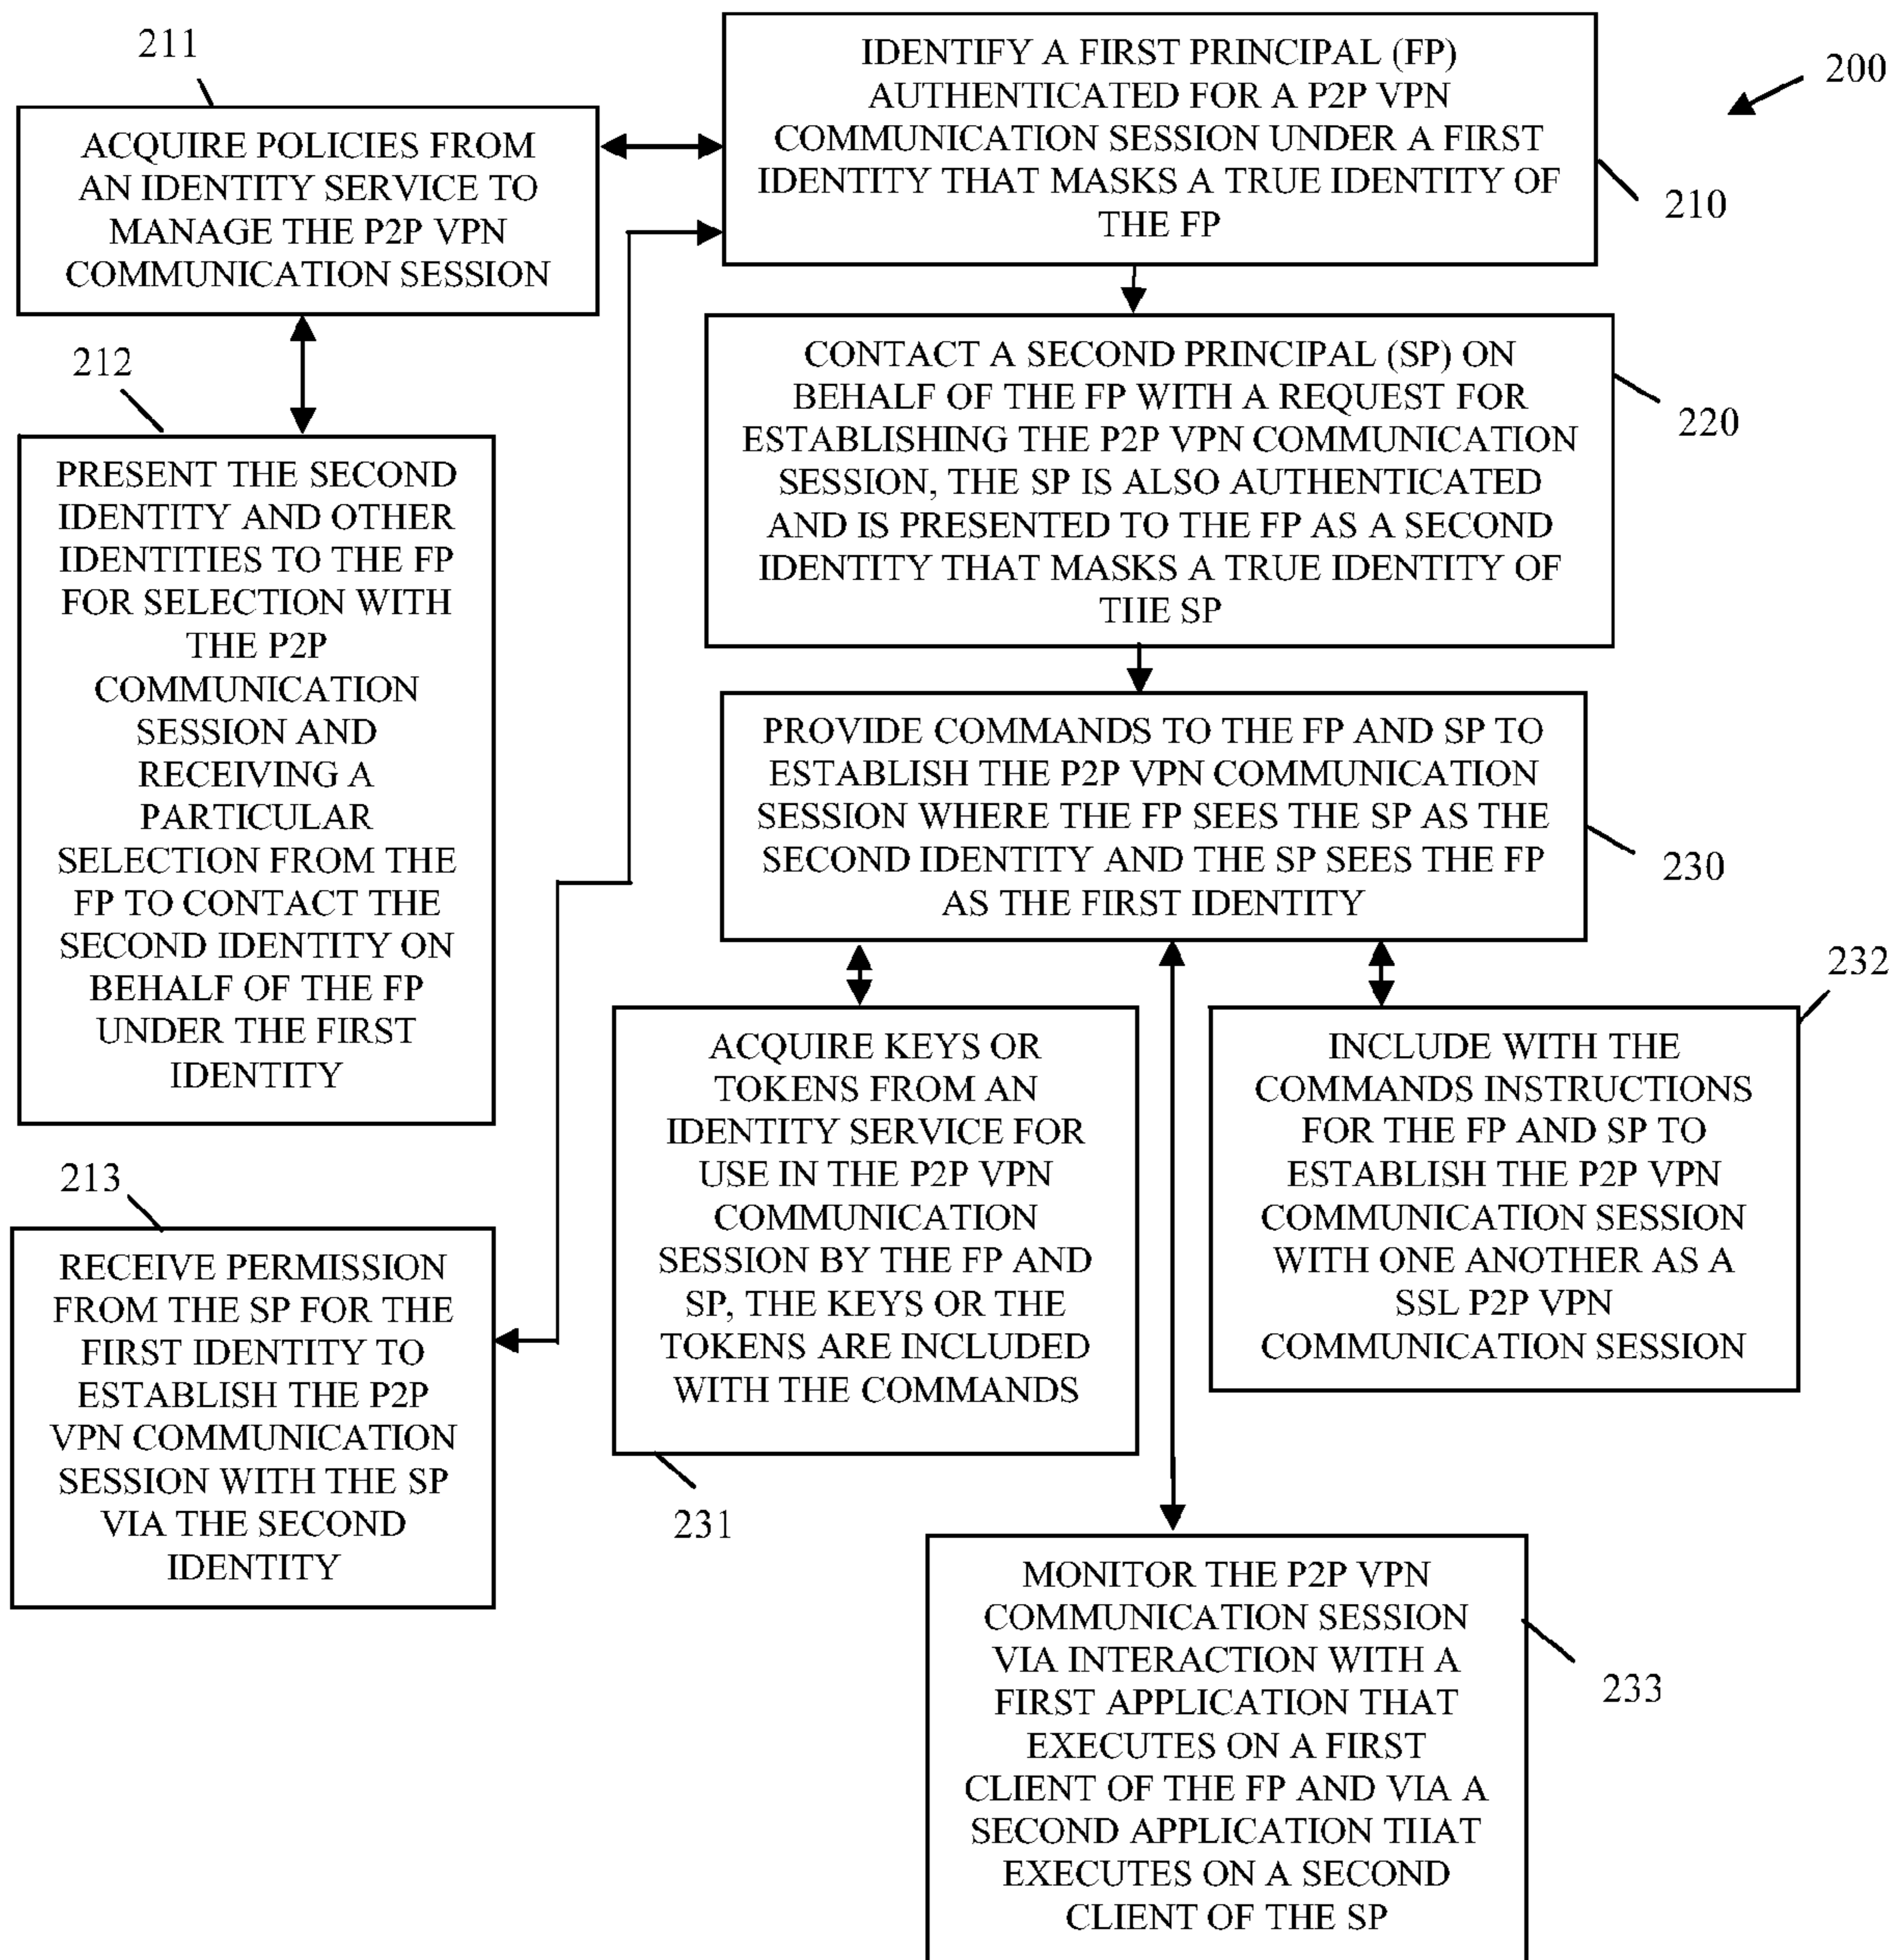 211
ACQUIRE POLICIES FROM
AN IDENTITY SERVICE TO
MANAGE THE P2P VPN
COMMUNICATION SESSION
IDENTIFY A FIRST PRINCIPAL (FP)
AUTHENTICATED FOR A P2P VPN
COMMUNICATION SESSION UNDER A FIRST
IDENTITY THAT MASKS A TRUE IDENTITY OF
THE FP
200
210
212
PRESENT THE SECOND
IDENTITY AND OTHER
IDENTITIES TO THE FP
FOR SELECTION WITH
THE P2P
COMMUNICATION
SESSION AND
RECEIVING A
PARTICULAR
SELECTION FROM THE
FP TO CONTACT THE
SECOND IDENTITY ON
BEHALF OF THE FP
UNDER THE FIRST
IDENTITY
CONTACT A SECOND PRINCIPAL (SP) ON
BEHALF OF THE FP WITH A REQUEST FOR
ESTABLISHING THE P2P VPN COMMUNICATION
SESSION, THE SP IS ALSO AUTHENTICATED
AND IS PRESENTED TO THE FP AS A SECOND
IDENTITY THAT MASKS A TRUE IDENTITY OF
THE SP
220
PROVIDE COMMANDS TO THE FP AND SP TO
ESTABLISH THE P2P VPN COMMUNICATION
SESSION WHERE THE FP SEES THE SP AS THE
SECOND IDENTITY AND THE SP SEES THE FP
AS THE FIRST IDENTITY
230
213
RECEIVE PERMISSION
FROM THE SP FOR THE
FIRST IDENTITY TO
ESTABLISH THE P2P
VPN COMMUNICATION
SESSION WITH THE SP
VIA THE SECOND
IDENTITY
ACQUIRE KEYS OR
TOKENS FROM AN
IDENTITY SERVICE FOR
USE IN THE P2P VPN
COMMUNICATION
SESSION BY THE FP AND
SP, THE KEYS OR THE
TOKENS ARE INCLUDED
WITH THE COMMANDS
231
232
INCLUDE WITH THE
COMMANDS INSTRUCTIONS
FOR THE FP AND SP TO
ESTABLISH THE P2P VPN
COMMUNICATION SESSION
WITH ONE ANOTHER AS A
SSL P2P VPN
COMMUNICATION SESSION
MONITOR THE P2P VPN
COMMUNICATION SESSION
VIA INTERACTION WITH A
FIRST APPLICATION THAT
EXECUTES ON A FIRST
CLIENT OF THE FP AND VIA A
SECOND APPLICATION THAT
EXECUTES ON A SECOND
CLIENT OF THE SP
233